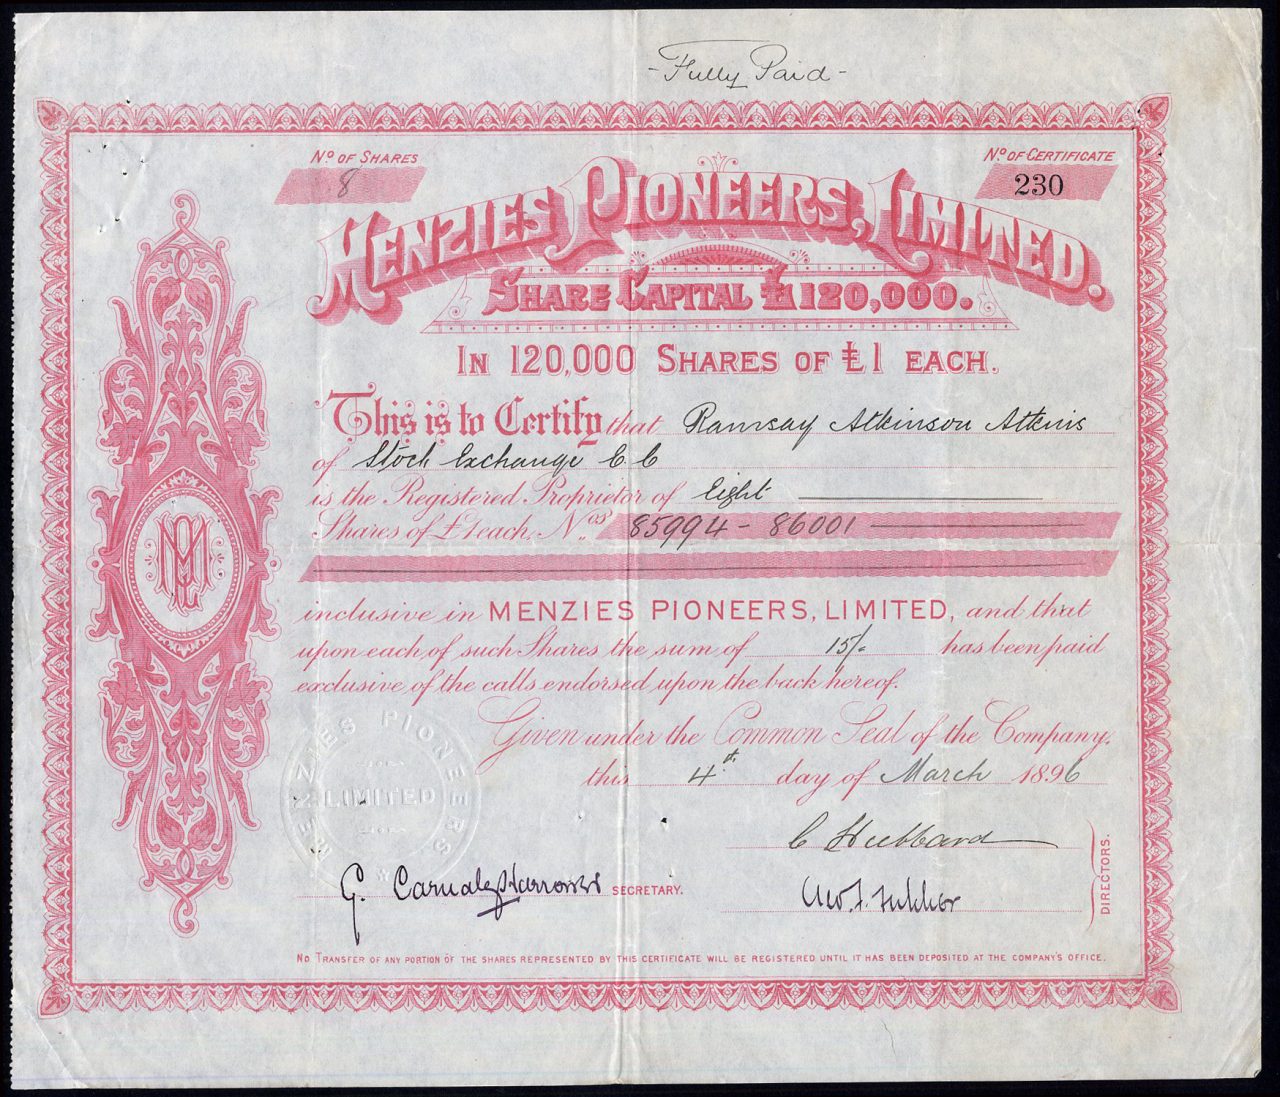 - Fully Paid -
No OF SHARES
8
No. OF CERTIFICATE
230
MENZIES PIONEERS, LIMITED.
SHARE CAPITAL £120,000.
IN 120,000 SHARES OF £1 EACH.
This is to Certify that Ramsay Atkinson Atkins
of Stock Exchange E C
is the Registered Proprietor of Eight
Shares of £1 each, Nos. 85994 - 86001
inclusive in MENZIES PIONEERS, LIMITED, and that
upon each of such Shares the sum of 15/- has been paid
exclusive of the calls endorsed upon the back hereof.
Given under the Common Seal of the Company,
this 4th day of March 1896
MENZIES PIONEERS
LIMITED
C Hubbard
G. SECRETARY.
Geo. F.
DIRECTORS.
NO TRANSFER OF ANY PORTION OF THE SHARES REPRESENTED BY THIS CERTIFICATE WILL BE REGISTERED UNTIL IT HAS BEEN DEPOSITED AT THE COMPANY'S OFFICE.